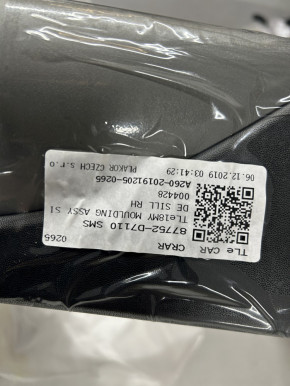 TLe CAR CRAR
87752-D7110 SMS
TLe18MY MOULDING ASSY SI
DE SILL RH
004428
A260-20191205-0265
PLAKOR CZECH s.r.o
06.12.2019 03:41:29
0265